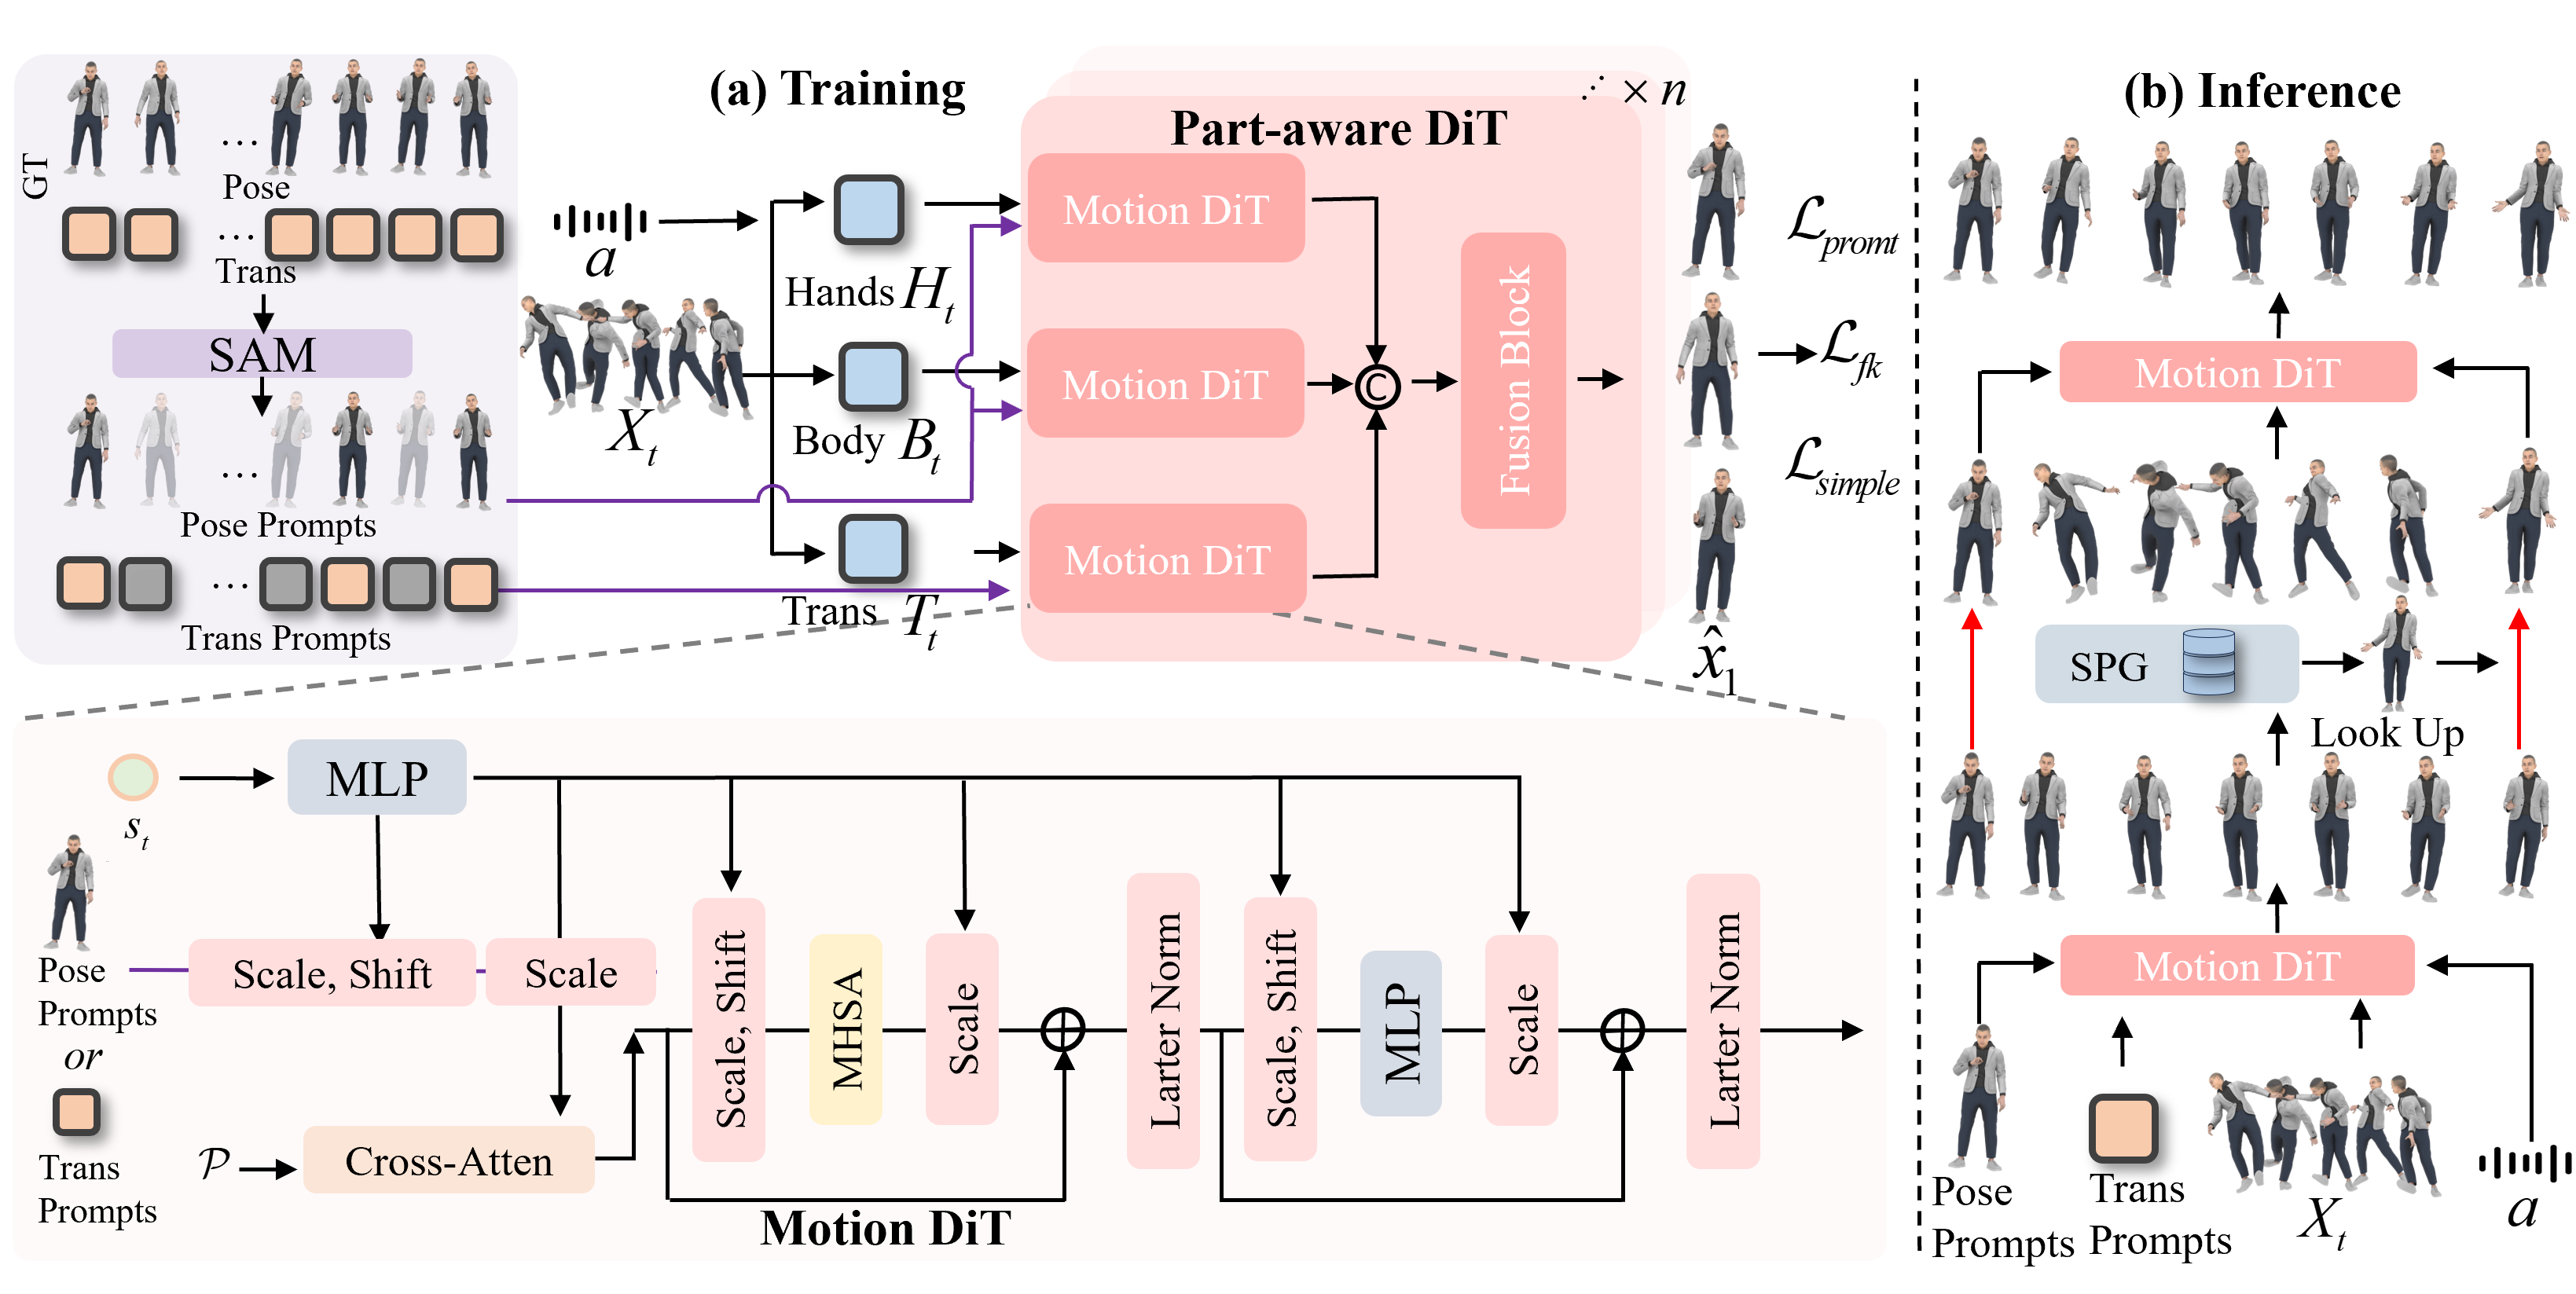 (a) Training
GT
...
Pose
...
Trans
SAM
...
Pose Prompts
...
Trans Prompts
a
X_t
Hands H_t
Body B_t
Trans T_t
Part-aware DiT
⋰ × n
Motion DiT
Motion DiT
Motion DiT
©
Fusion Block
x̂_1
ℒ_promt
ℒ_fk
ℒ_simple
s_t
MLP
Pose
Prompts
or
Trans
Prompts
Scale, Shift
Scale
𝒫
Cross-Atten
Scale, Shift
MHSA
Scale
Larter Norm
Scale, Shift
MLP
Scale
Larter Norm
Motion DiT
(b) Inference
Motion DiT
SPG
Look Up
Motion DiT
Pose
Prompts
Trans
Prompts
X_t
a